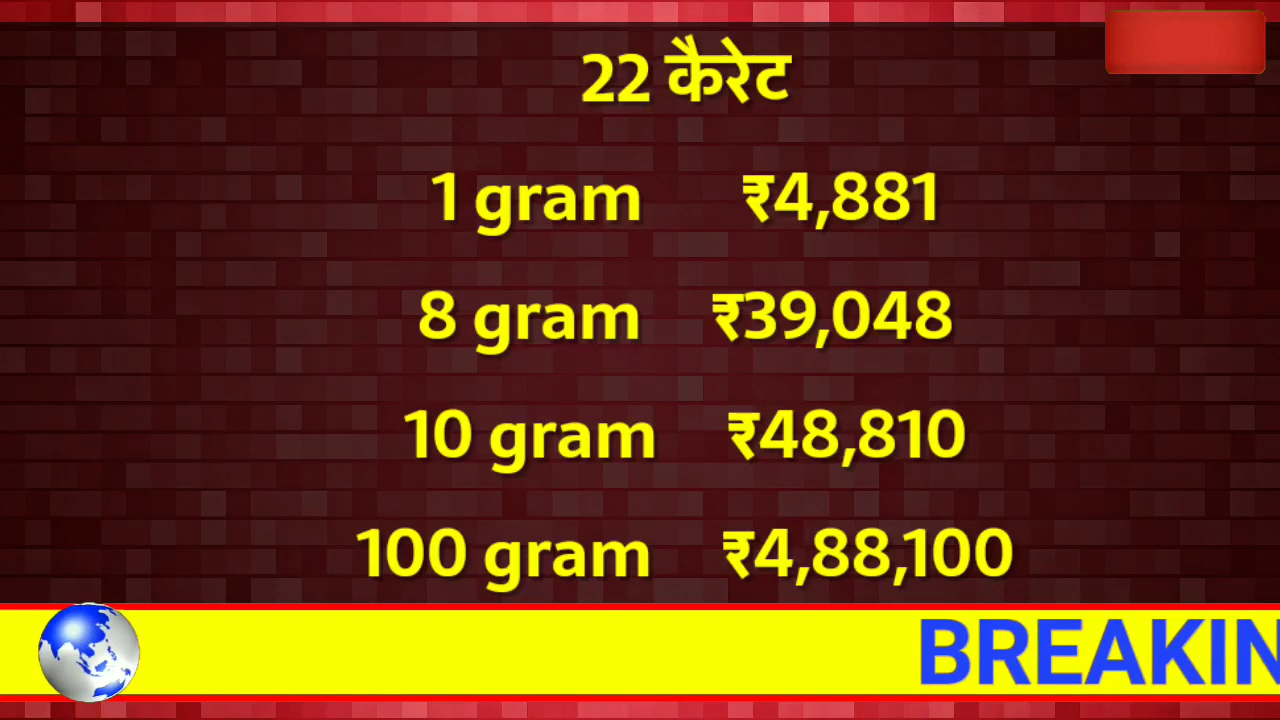 22 कैरेट
1 gram ₹4,881
8 gram ₹39,048
10 gram ₹48,810
100 gram ₹4,88,100
BREAKIN